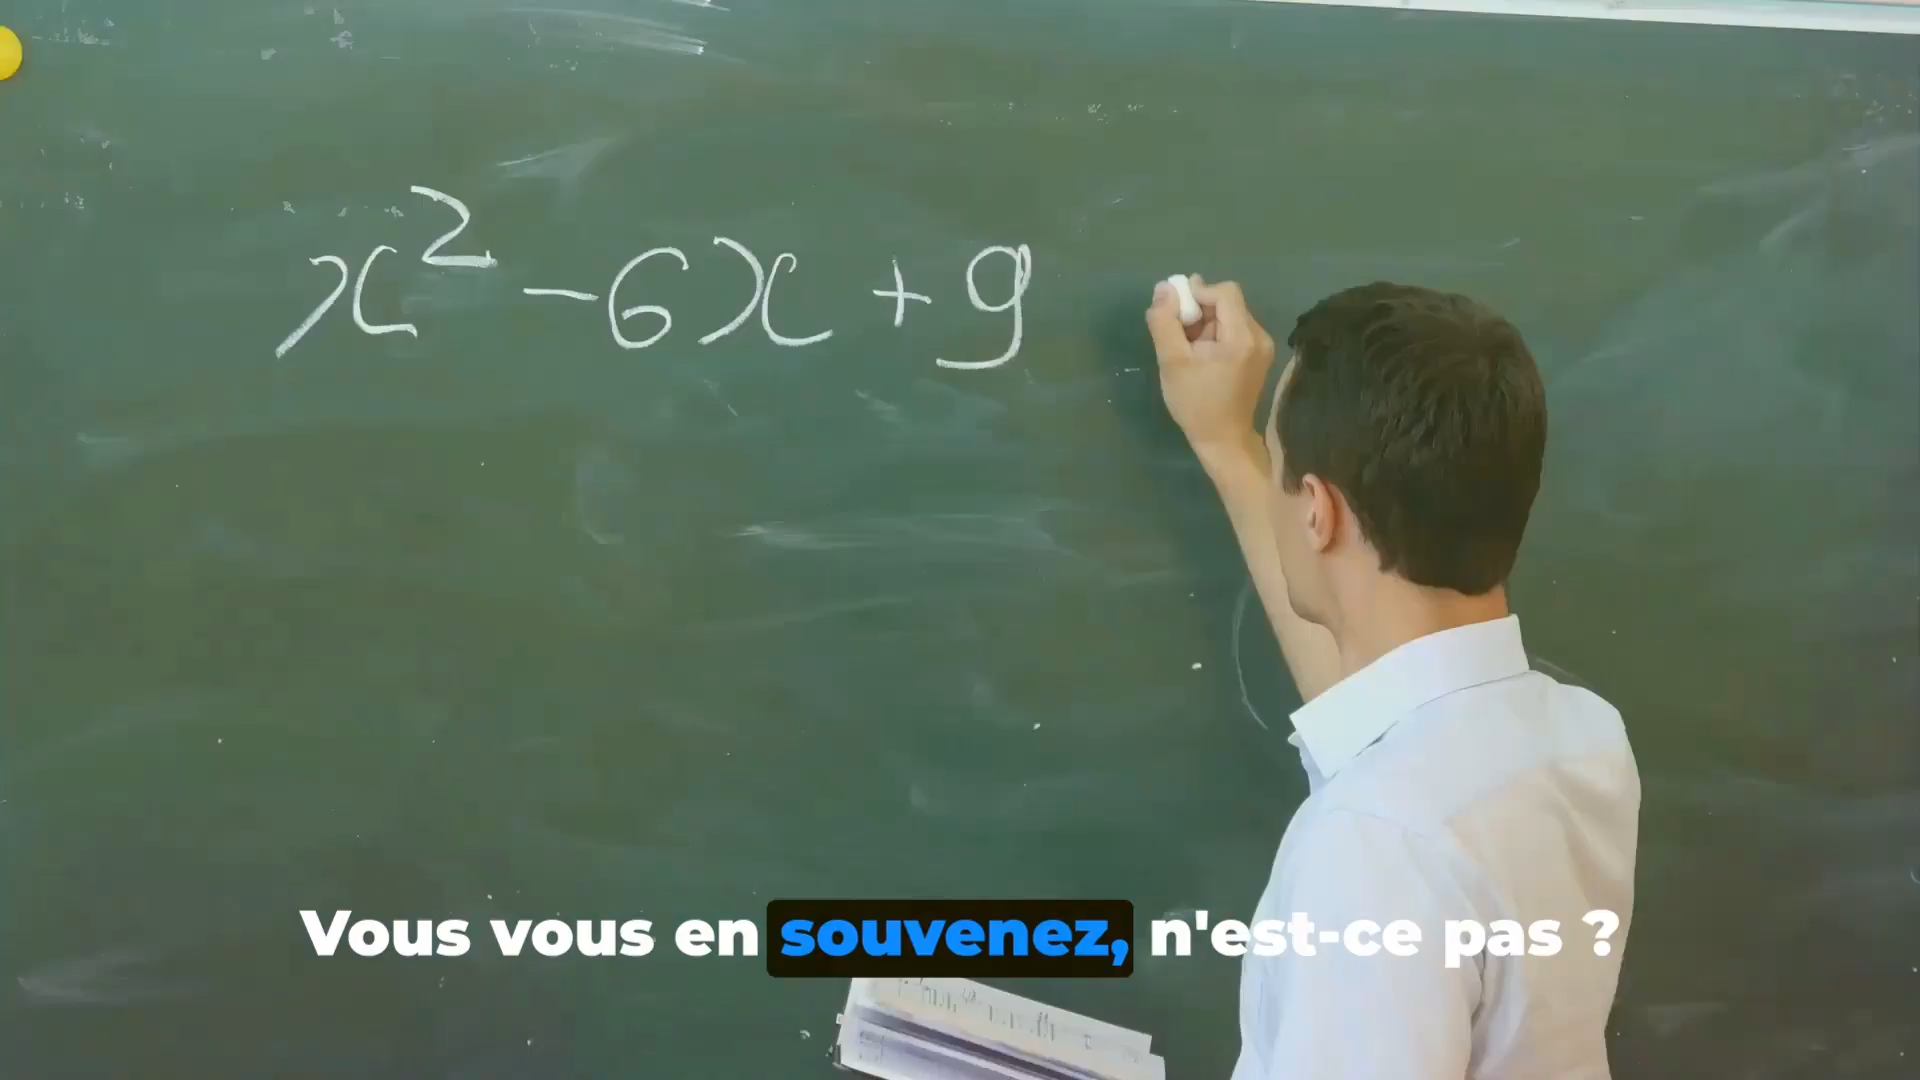 x² - 6x + 9
Vous vous en souvenez, n'est-ce pas ?